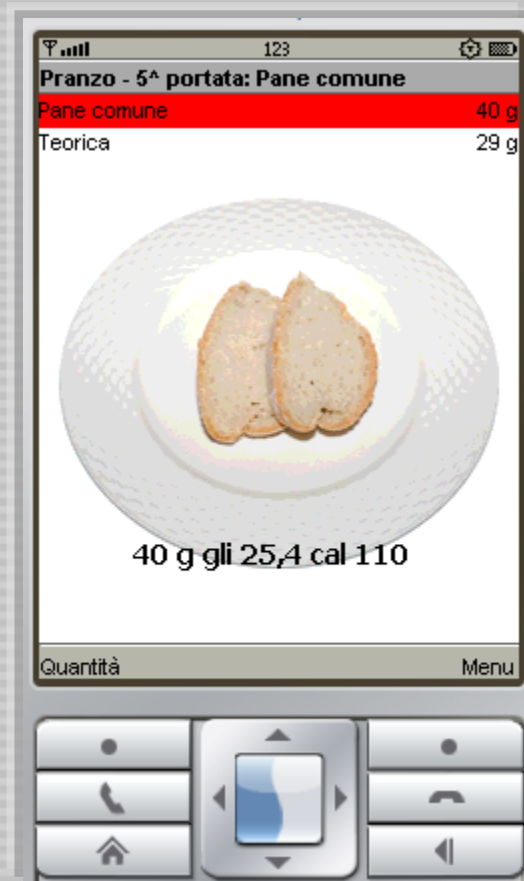 123
Pranzo - 5^ portata: Pane comune
Pane comune 40 g
Teorica 29 g
40 g gli 25,4 cal 110
Quantità Menu